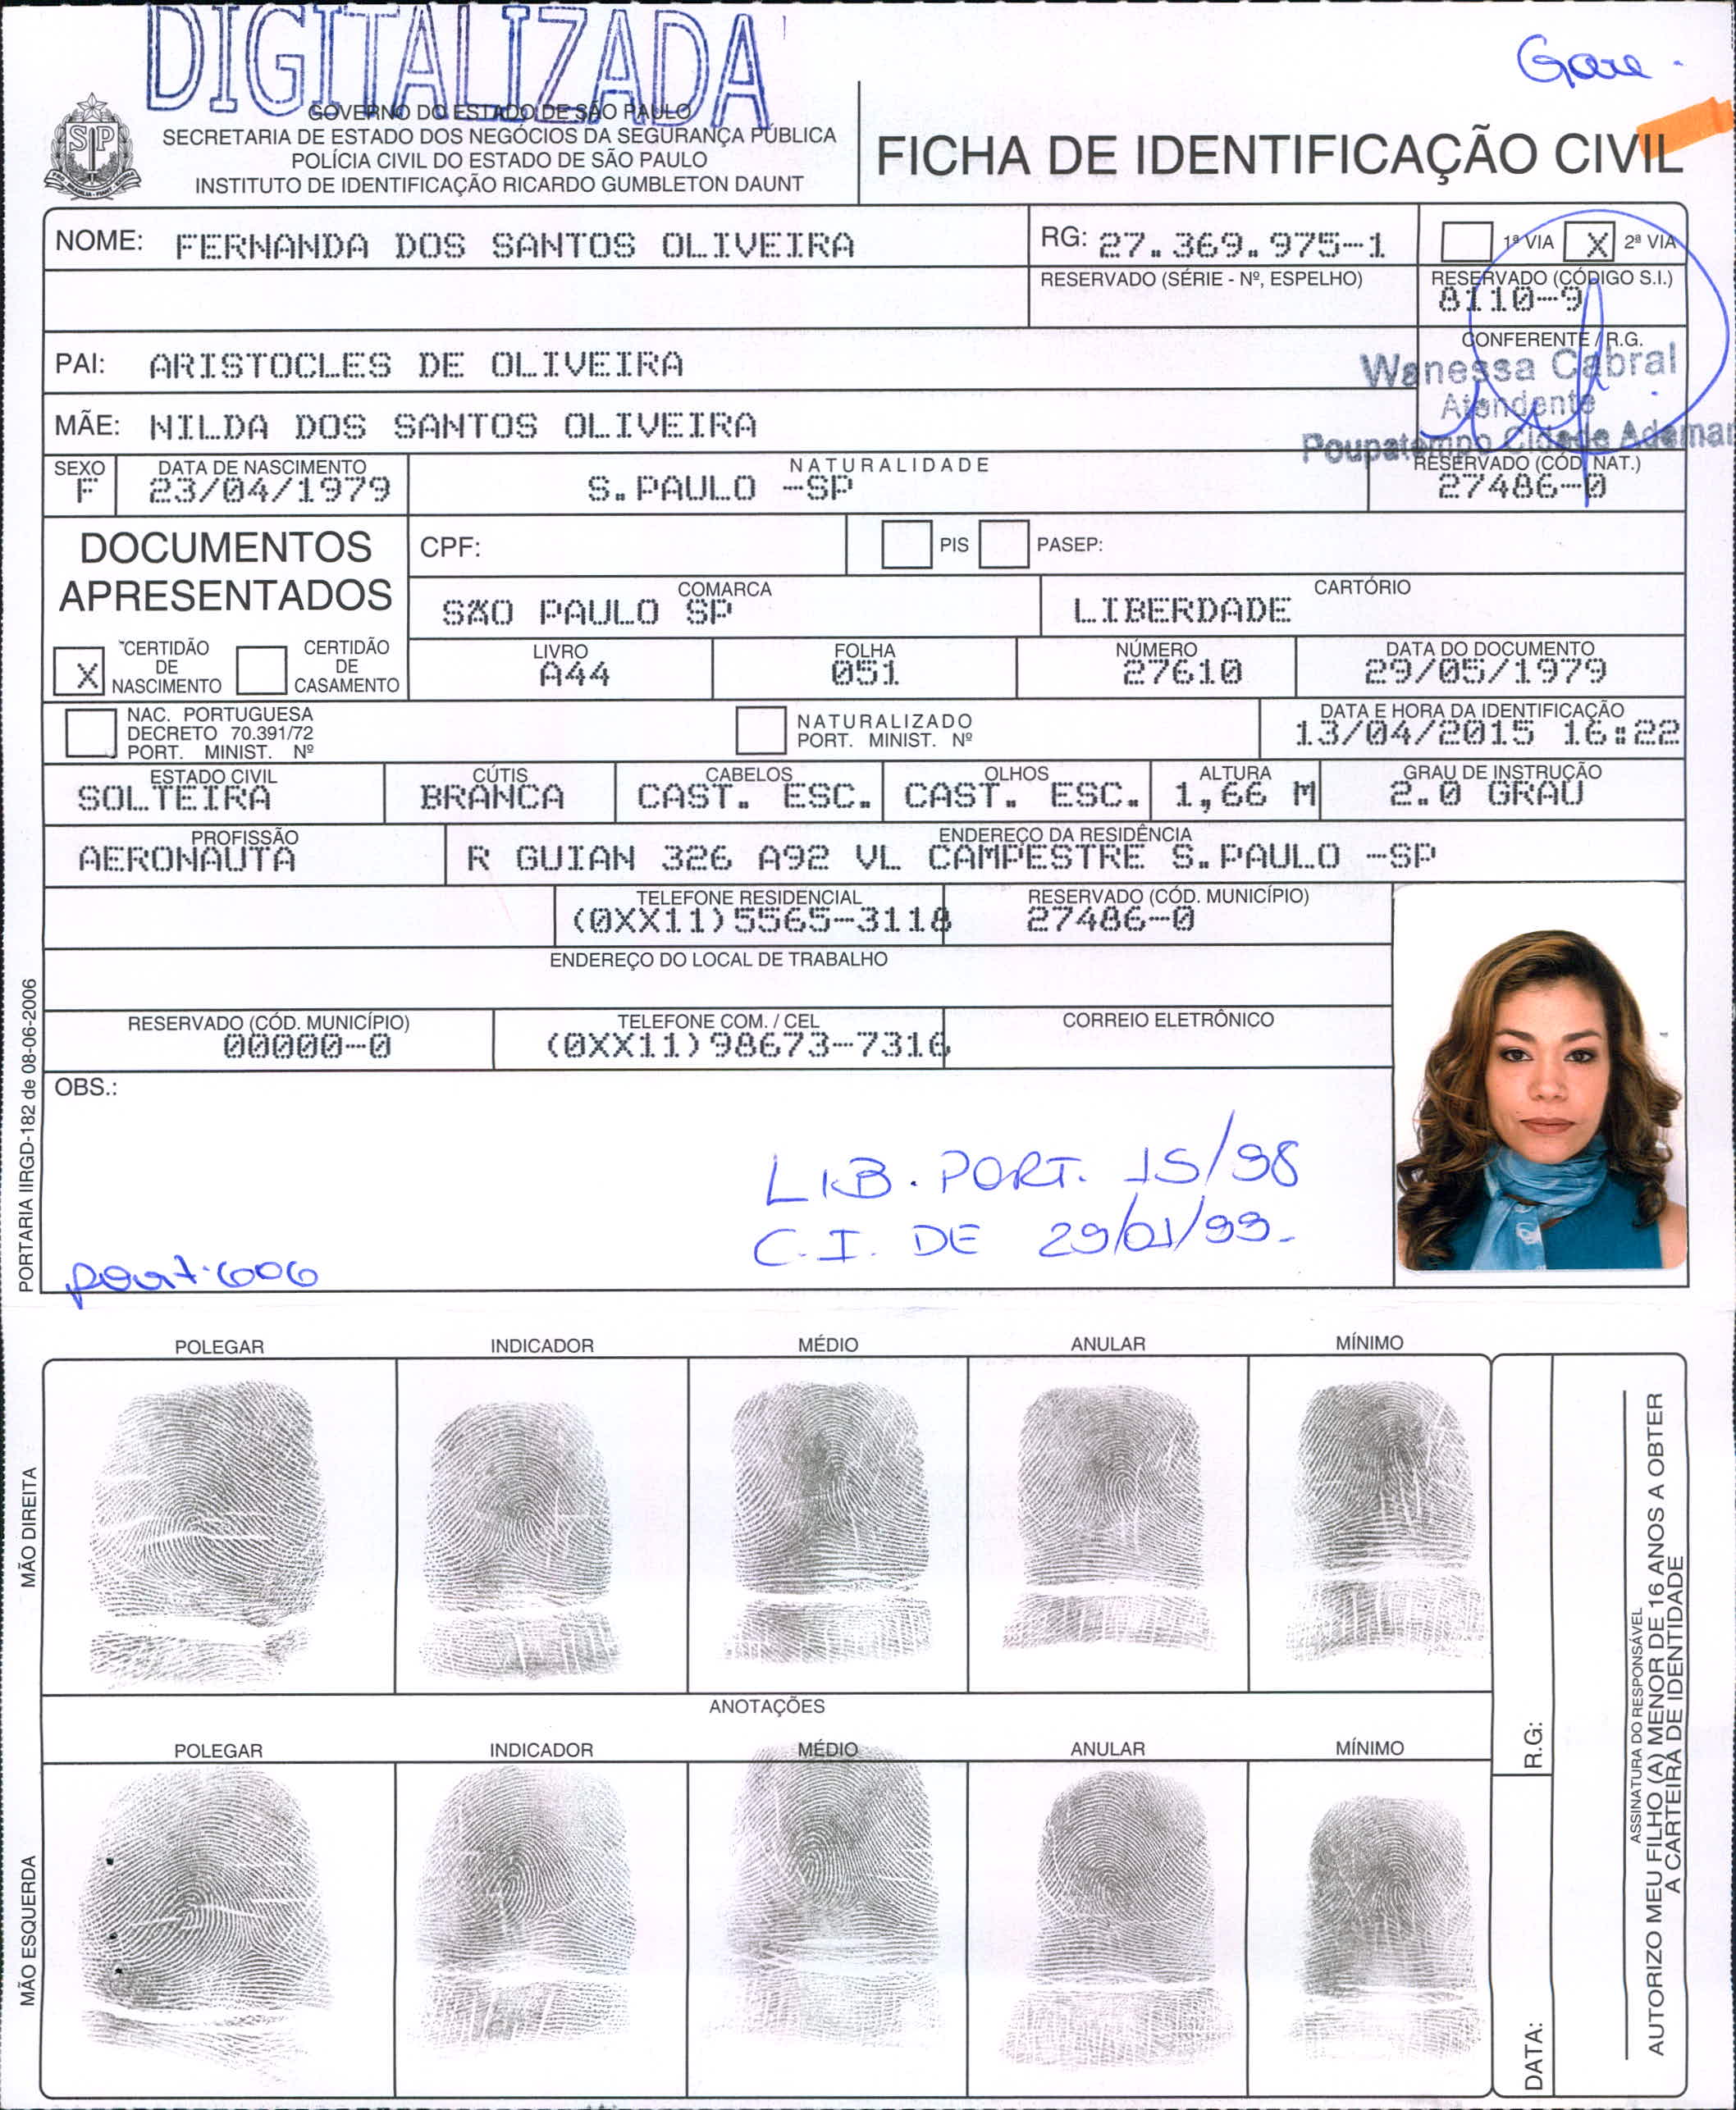 DIGITALIZADA
Gare -
GOVERNO DO ESTADO DE SÃO PAULO
SECRETARIA DE ESTADO DOS NEGÓCIOS DA SEGURANÇA PÚBLICA
POLÍCIA CIVIL DO ESTADO DE SÃO PAULO
INSTITUTO DE IDENTIFICAÇÃO RICARDO GUMBLETON DAUNT
SP
FICHA DE IDENTIFICAÇÃO CIVIL
NOME: FERNANDA DOS SANTOS OLIVEIRA
RG: 27.369.975-1
1ª VIA X 2ª VIA
RESERVADO (SÉRIE - Nº, ESPELHO)
RESERVADO (CÓDIGO S.I.)
8110-9
PAI: ARISTOCLES DE OLIVEIRA
CONFERENTE / R.G.
Wanessa Cabral
Atendente
Poupatempo Cidade Ademar
MÃE: NILDA DOS SANTOS OLIVEIRA
SEXO
F
DATA DE NASCIMENTO
23/04/1979
NATURALIDADE
S.PAULO -SP
RESERVADO (CÓD. NAT.)
27486-0
DOCUMENTOS
APRESENTADOS
CPF:
PIS
PASEP:
COMARCA
SÃO PAULO SP
CARTÓRIO
LIBERDADE
X CERTIDÃO
DE
NASCIMENTO
CERTIDÃO
DE
CASAMENTO
LIVRO
A44
FOLHA
051
NÚMERO
27610
DATA DO DOCUMENTO
29/05/1979
NAC. PORTUGUESA
DECRETO 70.391/72
PORT. MINIST. Nº
NATURALIZADO
PORT. MINIST. Nº
DATA E HORA DA IDENTIFICAÇÃO
13/04/2015 16:22
ESTADO CIVIL
SOLTEIRA
CÚTIS
BRANCA
CABELOS
CAST. ESC.
OLHOS
CAST. ESC.
ALTURA
1,66 M
GRAU DE INSTRUÇÃO
2.0 GRAU
PROFISSÃO
AERONAUTA
ENDEREÇO DA RESIDÊNCIA
R GUIAN 326 A92 VL CAMPESTRE S.PAULO -SP
TELEFONE RESIDENCIAL
(0XX11)5565-3118
RESERVADO (CÓD. MUNICÍPIO)
27486-0
ENDEREÇO DO LOCAL DE TRABALHO
RESERVADO (CÓD. MUNICÍPIO)
00000-0
TELEFONE COM. / CEL
(0XX11)98673-7316
CORREIO ELETRÔNICO
OBS.:
LIB. PORT. 15/98
C.I. DE 29/01/99.
PORTARIA IIRGD-182 de 08-06-2006
POLEGAR INDICADOR MÉDIO ANULAR MÍNIMO
MÃO DIREITA
ANOTAÇÕES
POLEGAR INDICADOR MÉDIO ANULAR MÍNIMO
MÃO ESQUERDA
R.G:
DATA:
ASSINATURA DO RESPONSÁVEL
AUTORIZO MEU FILHO (A) MENOR DE 16 ANOS A OBTER
A CARTEIRA DE IDENTIDADE